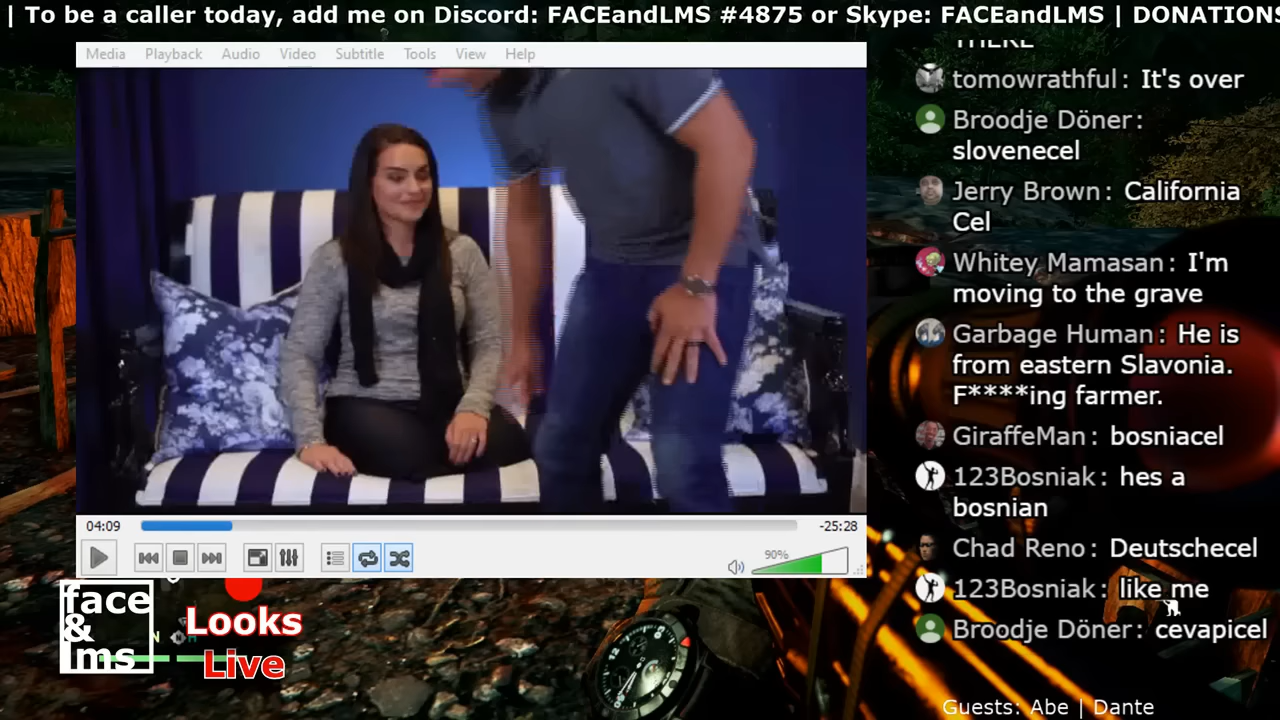 | To be a caller today, add me on Discord: FACEandLMS #4875 or Skype: FACEandLMS | DONATIONS
Media Playback Audio Video Subtitle Tools View Help
04:09
-25:28
90%
face
&
lms
Looks
Live
THERE
tomowrathful: It's over
Broodje Döner:
slovenecel
Jerry Brown: California
Cel
Whitey Mamasan: I'm
moving to the grave
Garbage Human: He is
from eastern Slavonia.
F****ing farmer.
GiraffeMan: bosniacel
123Bosniak: hes a
bosnian
Chad Reno: Deutschecel
123Bosniak: like me
Broodje Döner: cevapicel
Guests: Abe | Dante